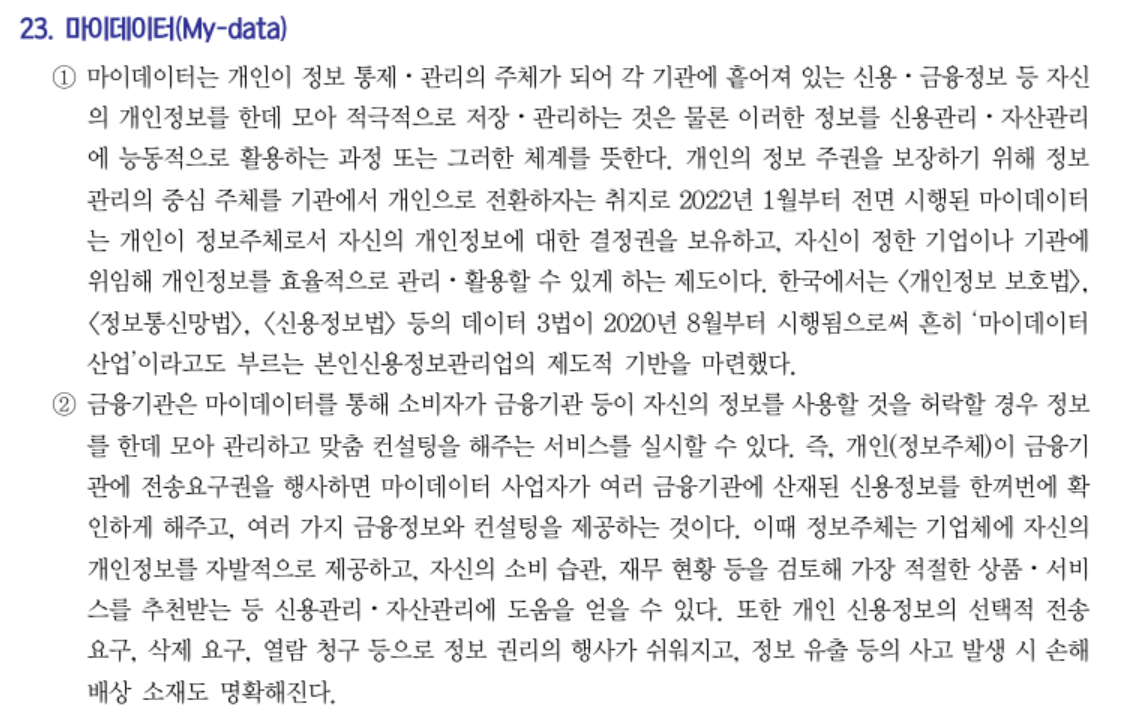 23. 마이데이터(My-data)
① 마이데이터는 개인이 정보 통제・관리의 주체가 되어 각 기관에 흩어져 있는 신용・금융정보 등 자신
의 개인정보를 한데 모아 적극적으로 저장・관리하는 것은 물론 이러한 정보를 신용관리・자산관리
에 능동적으로 활용하는 과정 또는 그러한 체계를 뜻한다. 개인의 정보 주권을 보장하기 위해 정보
관리의 중심 주체를 기관에서 개인으로 전환하자는 취지로 2022년 1월부터 전면 시행된 마이데이터
는 개인이 정보주체로서 자신의 개인정보에 대한 결정권을 보유하고, 자신이 정한 기업이나 기관에
위임해 개인정보를 효율적으로 관리・활용할 수 있게 하는 제도이다. 한국에서는 〈개인정보 보호법〉,
〈정보통신망법〉, 〈신용정보법〉 등의 데이터 3법이 2020년 8월부터 시행됨으로써 흔히 ‘마이데이터
산업’이라고도 부르는 본인신용정보관리업의 제도적 기반을 마련했다.
② 금융기관은 마이데이터를 통해 소비자가 금융기관 등이 자신의 정보를 사용할 것을 허락할 경우 정보
를 한데 모아 관리하고 맞춤 컨설팅을 해주는 서비스를 실시할 수 있다. 즉, 개인(정보주체)이 금융기
관에 전송요구권을 행사하면 마이데이터 사업자가 여러 금융기관에 산재된 신용정보를 한꺼번에 확
인하게 해주고, 여러 가지 금융정보와 컨설팅을 제공하는 것이다. 이때 정보주체는 기업체에 자신의
개인정보를 자발적으로 제공하고, 자신의 소비 습관, 재무 현황 등을 검토해 가장 적절한 상품・서비
스를 추천받는 등 신용관리・자산관리에 도움을 얻을 수 있다. 또한 개인 신용정보의 선택적 전송
요구, 삭제 요구, 열람 청구 등으로 정보 권리의 행사가 쉬워지고, 정보 유출 등의 사고 발생 시 손해
배상 소재도 명확해진다.